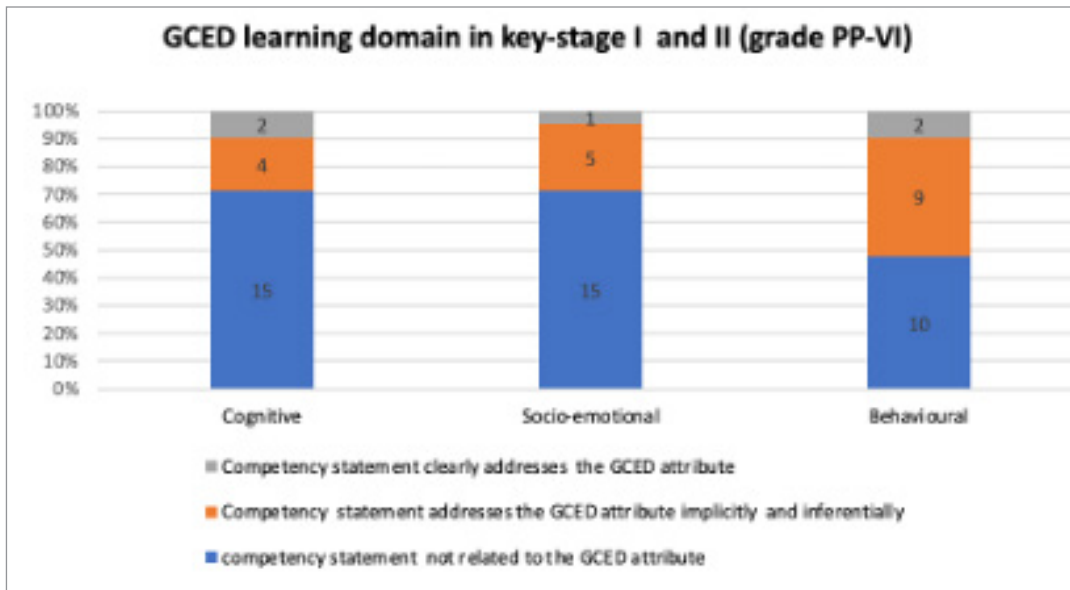 GCED learning domain in key-stage I and II (grade PP-VI)
100%
90%
80%
70%
60%
50%
40%
30%
20%
10%
0%
2
4
15
1
5
15
2
9
10
Cognitive
Socio-emotional
Behavioural
Competency statement clearly addresses the GCED attribute
Competency statement addresses the GCED attribute implicitly and inferentially
competency statement not related to the GCED attribute